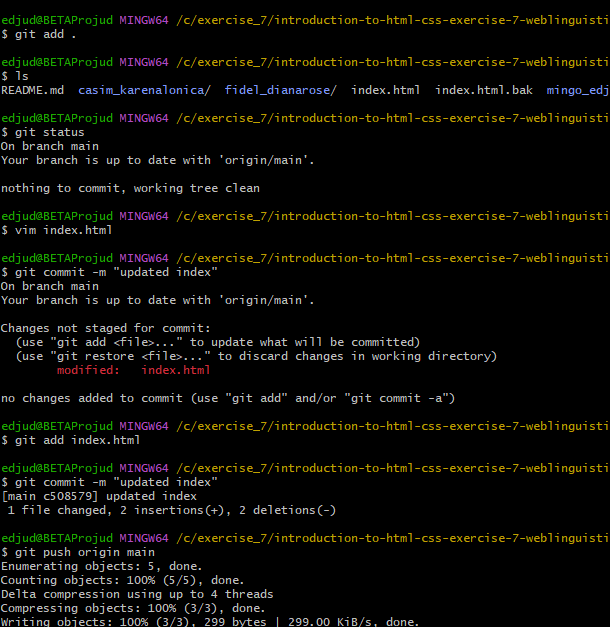 edjud@BETAProjud MINGW64 /c/exercise_7/introduction-to-html-css-exercise-7-weblinguisti
$ git add .
edjud@BETAProjud MINGW64 /c/exercise_7/introduction-to-html-css-exercise-7-weblinguisti
$ ls
README.md  casim_karenalonica/  fidel_dianarose/  index.html  index.html.bak  mingo_edj
edjud@BETAProjud MINGW64 /c/exercise_7/introduction-to-html-css-exercise-7-weblinguisti
$ git status
On branch main
Your branch is up to date with 'origin/main'.
nothing to commit, working tree clean
edjud@BETAProjud MINGW64 /c/exercise_7/introduction-to-html-css-exercise-7-weblinguisti
$ vim index.html
edjud@BETAProjud MINGW64 /c/exercise_7/introduction-to-html-css-exercise-7-weblinguisti
$ git commit -m "updated index"
On branch main
Your branch is up to date with 'origin/main'.
Changes not staged for commit:
  (use "git add <file>..." to update what will be committed)
  (use "git restore <file>..." to discard changes in working directory)
        modified:   index.html
no changes added to commit (use "git add" and/or "git commit -a")
edjud@BETAProjud MINGW64 /c/exercise_7/introduction-to-html-css-exercise-7-weblinguisti
$ git add index.html
edjud@BETAProjud MINGW64 /c/exercise_7/introduction-to-html-css-exercise-7-weblinguisti
$ git commit -m "updated index"
[main c508579] updated index
 1 file changed, 2 insertions(+), 2 deletions(-)
edjud@BETAProjud MINGW64 /c/exercise_7/introduction-to-html-css-exercise-7-weblinguisti
$ git push origin main
Enumerating objects: 5, done.
Counting objects: 100% (5/5), done.
Delta compression using up to 4 threads
Compressing objects: 100% (3/3), done.
Writing objects: 100% (3/3), 299 bytes | 299.00 KiB/s, done.